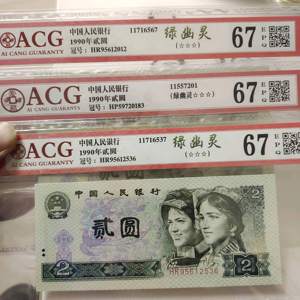 ACG
AI CANG GUARANTY
中国人民银行 11716567
1990年贰圆
冠号：HR95612012
绿幽灵
(☆☆☆)
67 EPQ
ACG
AI CANG GUARANTY
中国人民银行 11557201
1990年贰圆 (绿幽灵☆☆☆)
冠号：HP59720183
67 EPQ
ACG
AI CANG GUARANTY
中国人民银行 11716537
1990年贰圆
冠号：HR95612536
绿幽灵
(☆☆☆)
67 EPQ
中国人民银行
贰圆
HR95612536
2
2